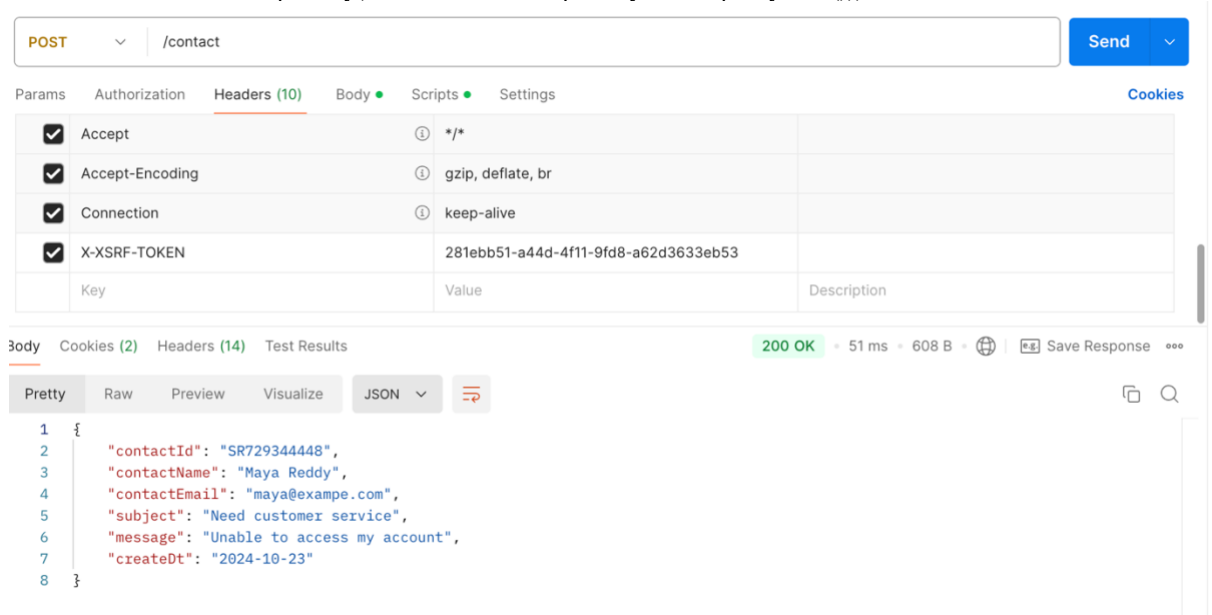 POST /contact Send
Params Authorization Headers (10) Body Scripts Settings Cookies
Accept */*
Accept-Encoding gzip, deflate, br
Connection keep-alive
X-XSRF-TOKEN 281ebb51-a44d-4f11-9fd8-a62d3633eb53
Key Value Description
Body Cookies (2) Headers (14) Test Results 200 OK 51 ms 608 B e.g. Save Response
Pretty Raw Preview Visualize JSON
1 {
2 "contactId": "SR729344448",
3 "contactName": "Maya Reddy",
4 "contactEmail": "maya@exampe.com",
5 "subject": "Need customer service",
6 "message": "Unable to access my account",
7 "createDt": "2024-10-23"
8 }